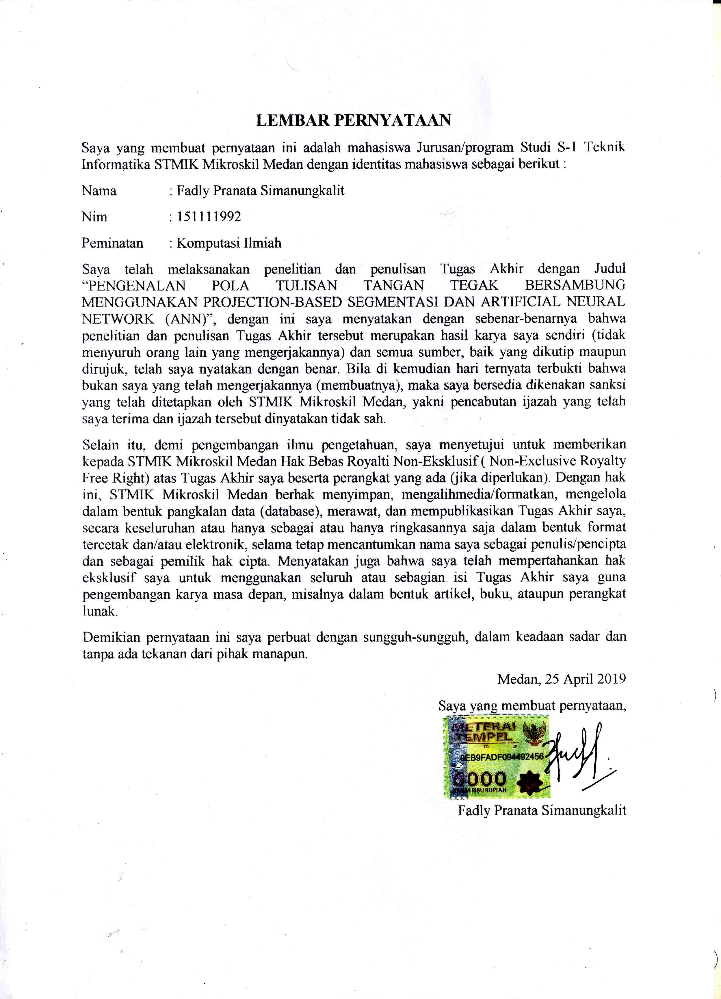 LEMBAR PERNYATAAN
Saya yang membuat pernyataan ini adalah mahasiswa Jurusan/program Studi S-1 Teknik
Informatika STMIK Mikroskil Medan dengan identitas mahasiswa sebagai berikut :
Nama : Fadly Pranata Simanungkalit
Nim : 151111992
Peminatan : Komputasi Ilmiah
Saya telah melaksanakan penelitian dan penulisan Tugas Akhir dengan Judul
“PENGENALAN POLA TULISAN TANGAN TEGAK BERSAMBUNG
MENGGUNAKAN PROJECTION-BASED SEGMENTASI DAN ARTIFICIAL NEURAL
NETWORK (ANN)”, dengan ini saya menyatakan dengan sebenar-benarnya bahwa
penelitian dan penulisan Tugas Akhir tersebut merupakan hasil karya saya sendiri (tidak
menyuruh orang lain yang mengerjakannya) dan semua sumber, baik yang dikutip maupun
dirujuk, telah saya nyatakan dengan benar. Bila di kemudian hari ternyata terbukti bahwa
bukan saya yang telah mengerjakannya (membuatnya), maka saya bersedia dikenakan sanksi
yang telah ditetapkan oleh STMIK Mikroskil Medan, yakni pencabutan ijazah yang telah
saya terima dan ijazah tersebut dinyatakan tidak sah.
Selain itu, demi pengembangan ilmu pengetahuan, saya menyetujui untuk memberikan
kepada STMIK Mikroskil Medan Hak Bebas Royalti Non-Eksklusif ( Non-Exclusive Royalty
Free Right) atas Tugas Akhir saya beserta perangkat yang ada (jika diperlukan). Dengan hak
ini, STMIK Mikroskil Medan berhak menyimpan, mengalihmedia/formatkan, mengelola
dalam bentuk pangkalan data (database), merawat, dan mempublikasikan Tugas Akhir saya,
secara keseluruhan atau hanya sebagai atau hanya ringkasannya saja dalam bentuk format
tercetak dan/atau elektronik, selama tetap mencantumkan nama saya sebagai penulis/pencipta
dan sebagai pemilik hak cipta. Menyatakan juga bahwa saya telah mempertahankan hak
eksklusif saya untuk menggunakan seluruh atau sebagian isi Tugas Akhir saya guna
pengembangan karya masa depan, misalnya dalam bentuk artikel, buku, ataupun perangkat
lunak.
Demikian pernyataan ini saya perbuat dengan sungguh-sungguh, dalam keadaan sadar dan
tanpa ada tekanan dari pihak manapun.
Medan, 25 April 2019
Saya yang membuat pernyataan,
METERAI
TEMPEL
TGL 20
6000
ENAM RIBU RUPIAH
Fadly Pranata Simanungkalit